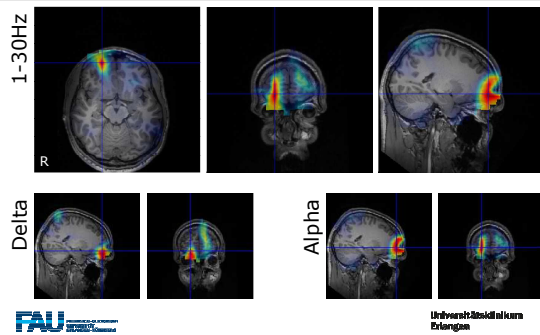 1-30Hz
R
Delta
Alpha
FAU
Universitätsklinikum
Erlangen